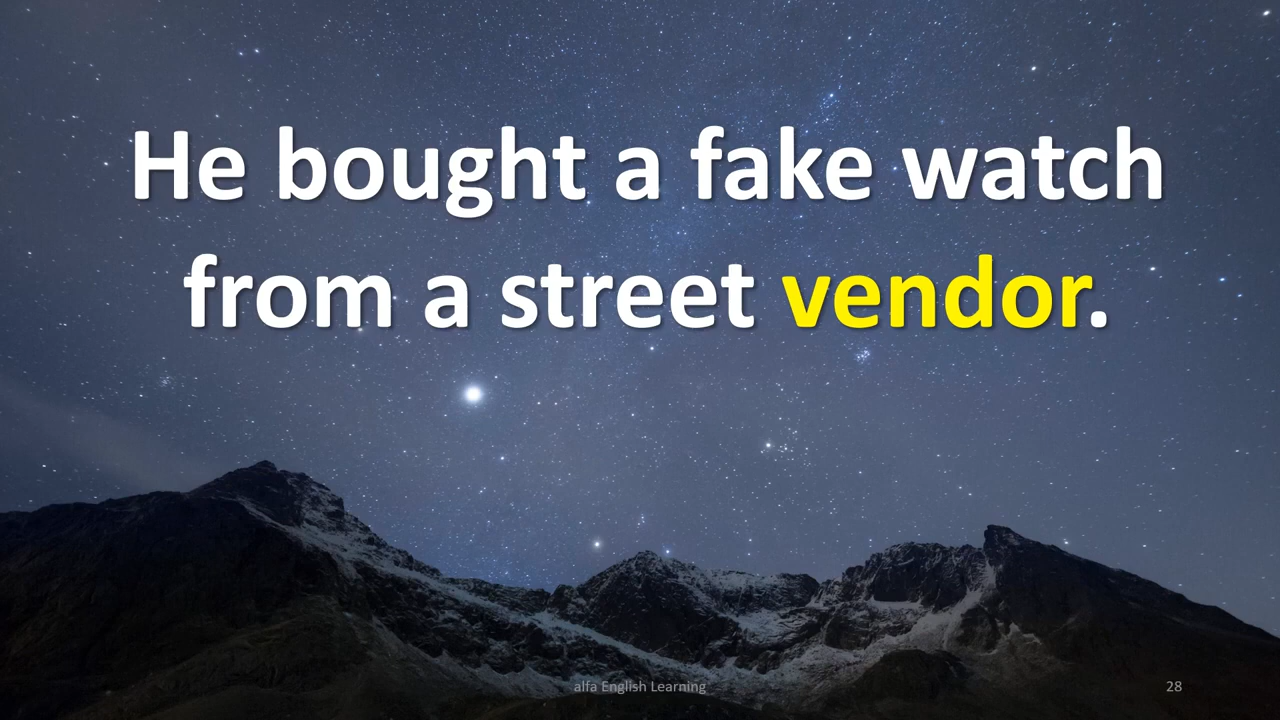 He bought a fake watch
from a street vendor.
alfa English Learning
28